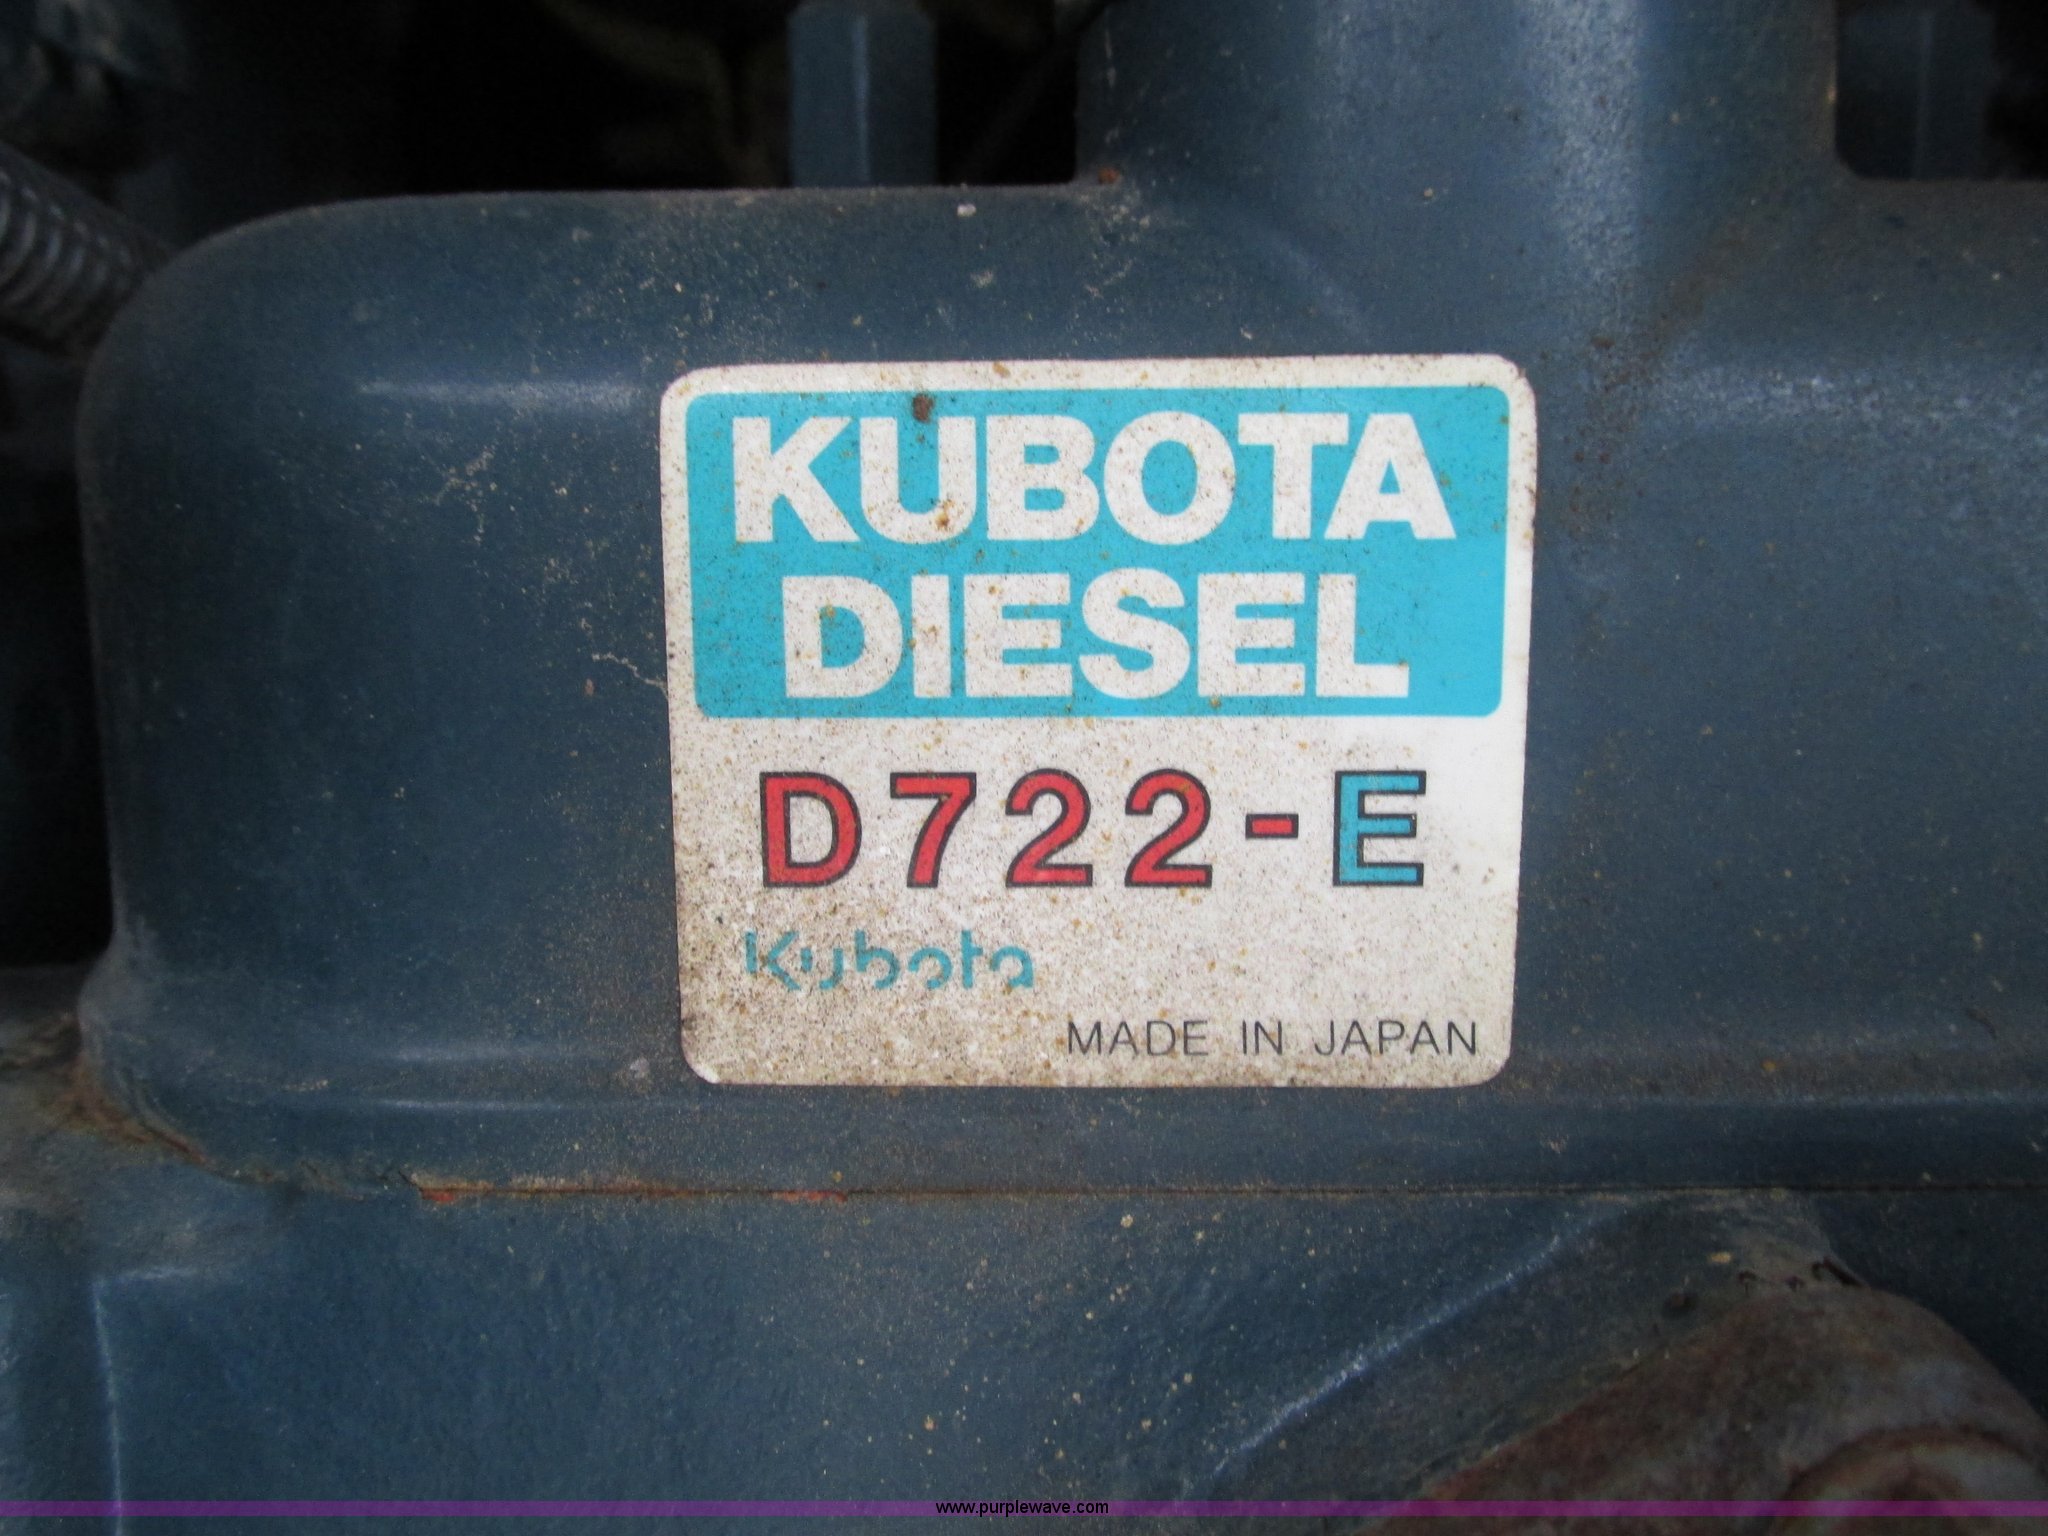 KUBOTA
DIESEL
D722-E
Kubota
MADE IN JAPAN
www.purplewave.com